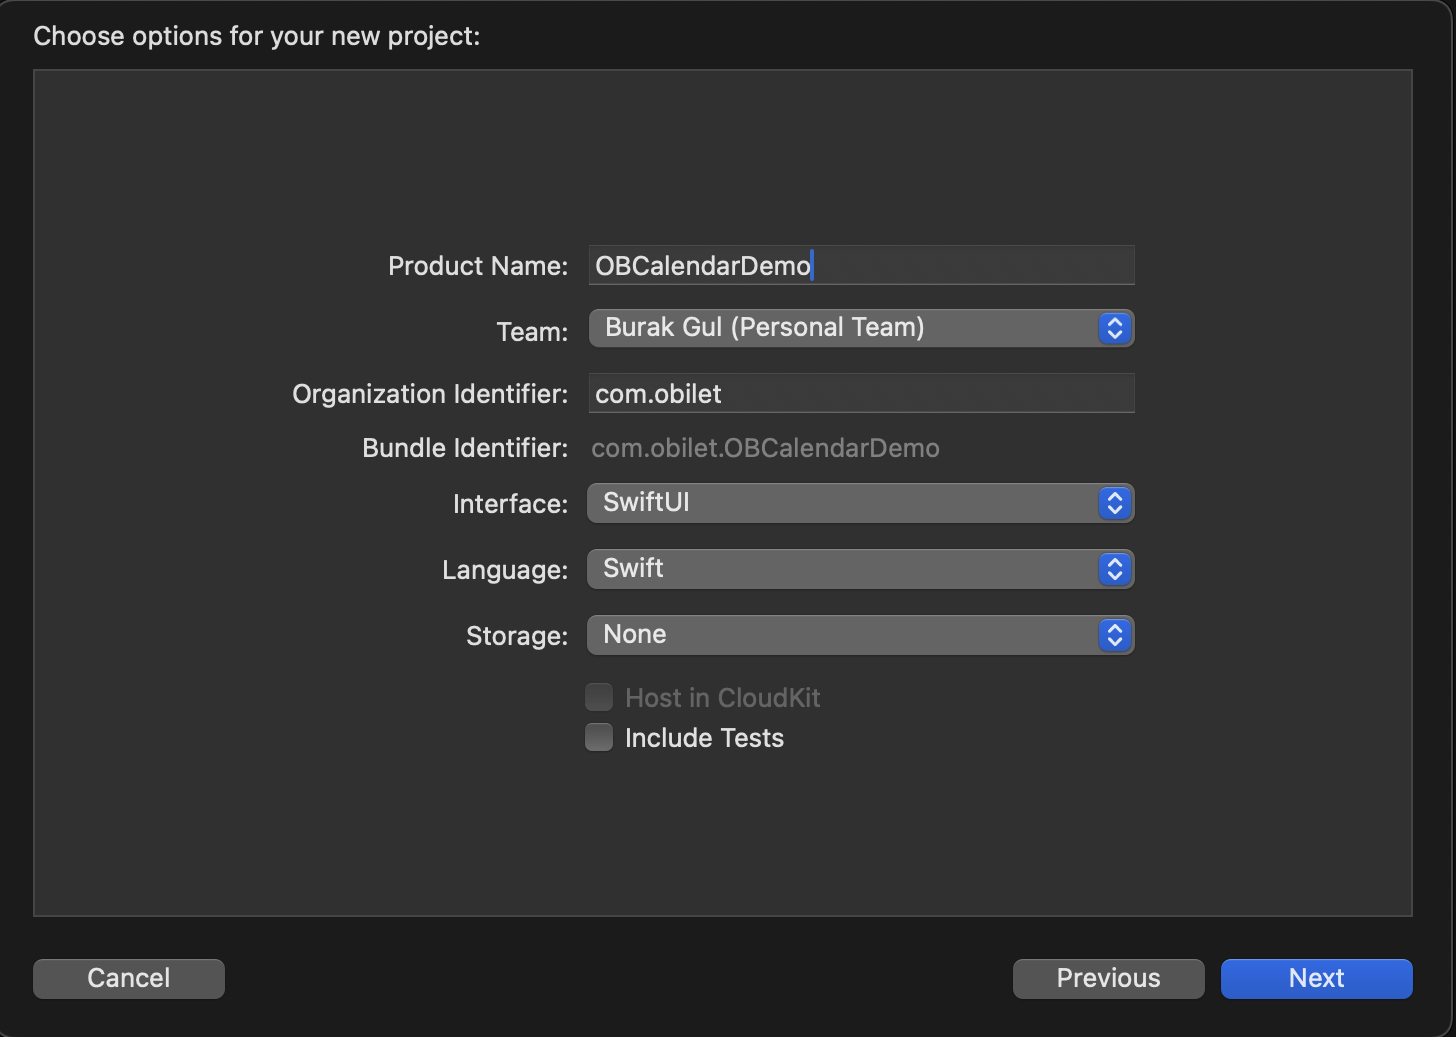 Choose options for your new project:
Product Name: OBCalendarDemo
Team: Burak Gul (Personal Team)
Organization Identifier: com.obilet
Bundle Identifier: com.obilet.OBCalendarDemo
Interface: SwiftUI
Language: Swift
Storage: None
Host in CloudKit
Include Tests
Cancel Previous Next